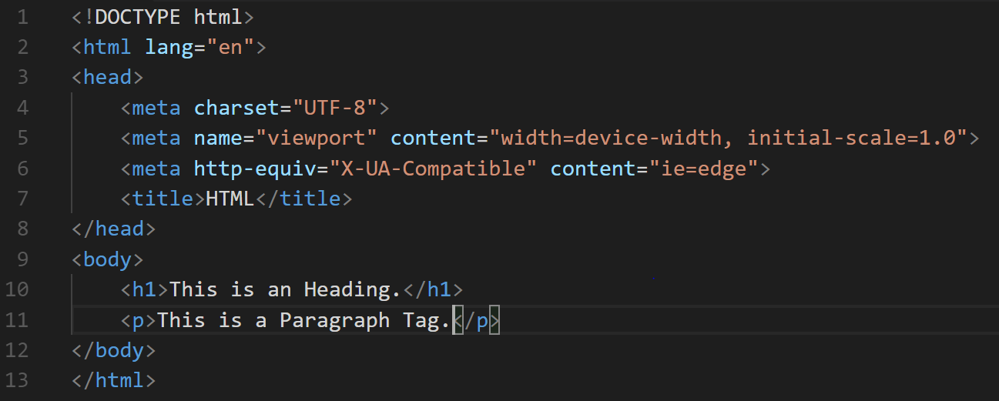 1 <!DOCTYPE html>
2 <html lang="en">
3 <head>
4     <meta charset="UTF-8">
5     <meta name="viewport" content="width=device-width, initial-scale=1.0">
6     <meta http-equiv="X-UA-Compatible" content="ie=edge">
7     <title>HTML</title>
8 </head>
9 <body>
10     <h1>This is an Heading.</h1>
11     <p>This is a Paragraph Tag.</p>
12 </body>
13 </html>